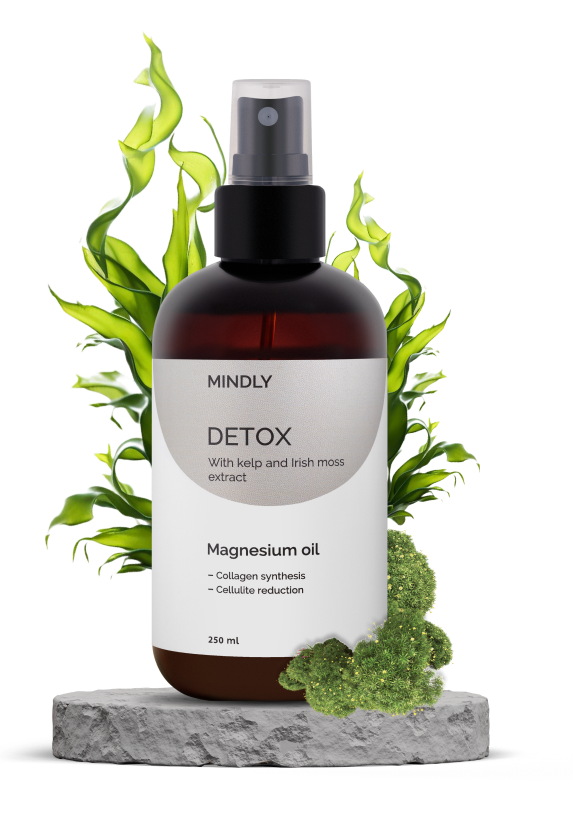 MINDLY
DETOX
With kelp and Irish moss
extract
Magnesium oil
– Collagen synthesis
– Cellulite reduction
250 ml